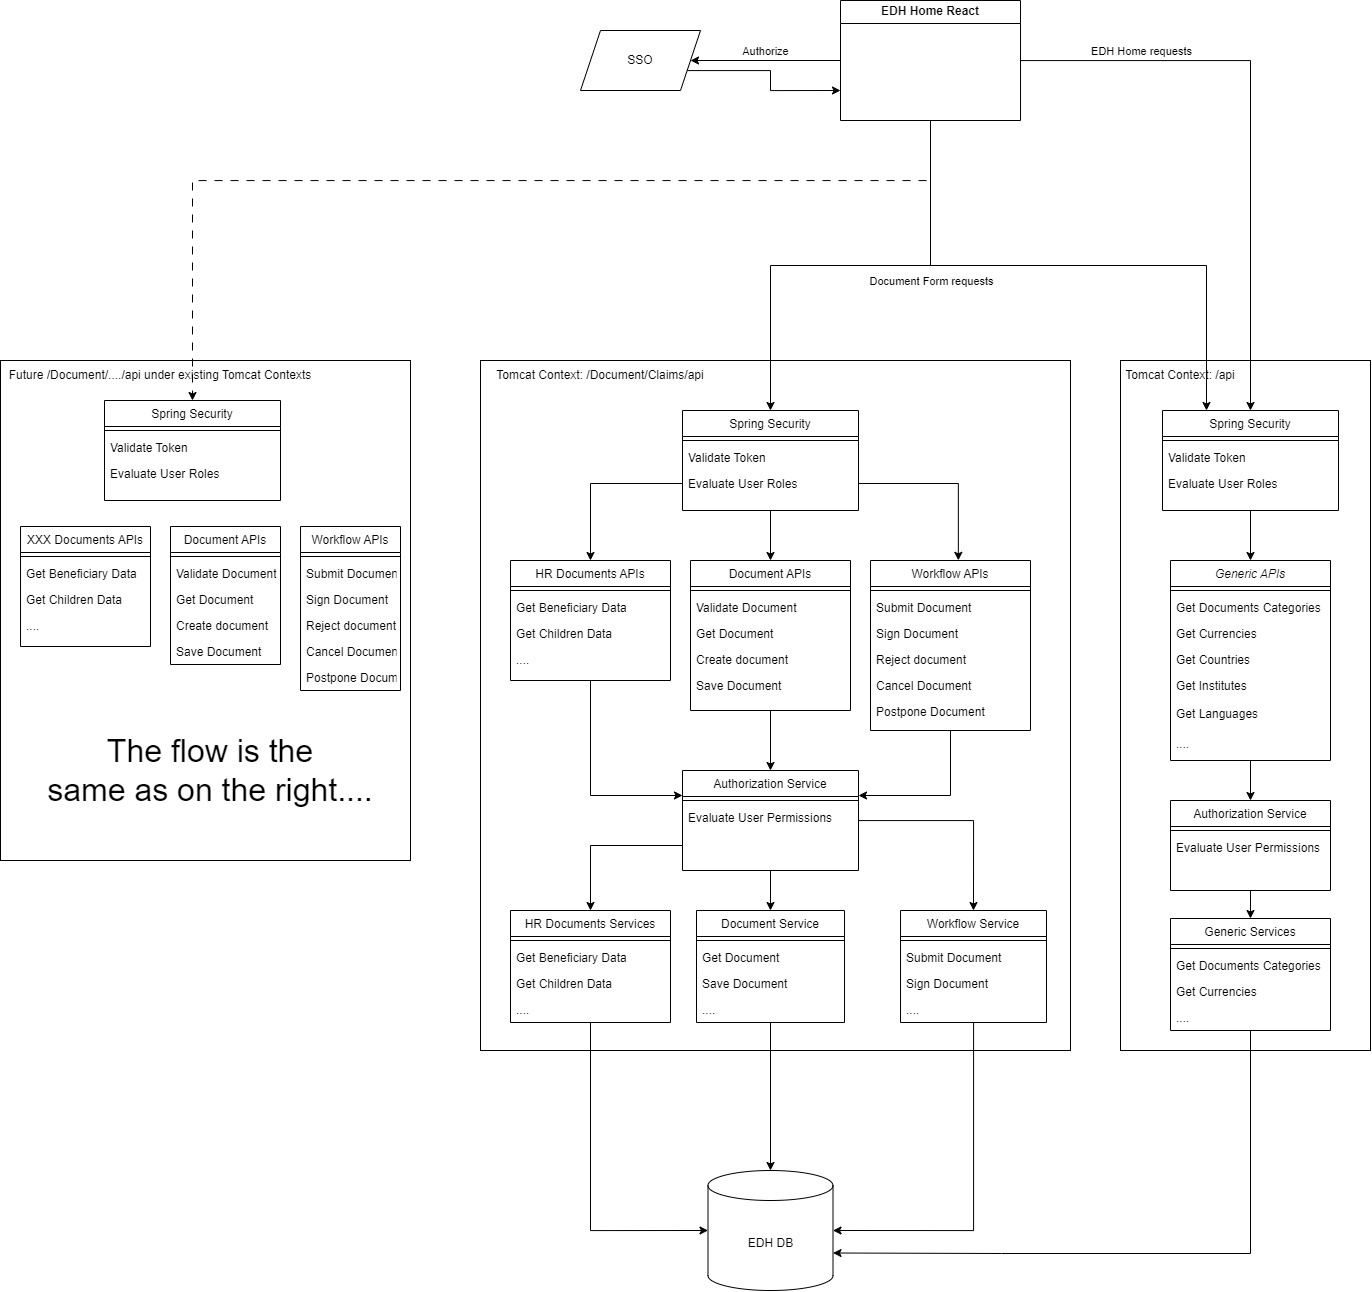 EDH Home React
SSO
Authorize
EDH Home requests
Document Form requests
Future /Document/..../api under existing Tomcat Contexts
Spring Security
Validate Token
Evaluate User Roles
XXX Documents APIs
Get Beneficiary Data
Get Children Data
....
Document APIs
Validate Document
Get Document
Create document
Save Document
Workflow APIs
Submit Documen
Sign Document
Reject document
Cancel Documen
Postpone Docum
The flow is the
same as on the right....
Tomcat Context: /Document/Claims/api
Spring Security
Validate Token
Evaluate User Roles
HR Documents APIs
Get Beneficiary Data
Get Children Data
....
Document APIs
Validate Document
Get Document
Create document
Save Document
Workflow APIs
Submit Document
Sign Document
Reject document
Cancel Document
Postpone Document
Authorization Service
Evaluate User Permissions
HR Documents Services
Get Beneficiary Data
Get Children Data
....
Document Service
Get Document
Save Document
....
Workflow Service
Submit Document
Sign Document
....
Tomcat Context: /api
Spring Security
Validate Token
Evaluate User Roles
Generic APIs
Get Documents Categories
Get Currencies
Get Countries
Get Institutes
Get Languages
....
Authorization Service
Evaluate User Permissions
Generic Services
Get Documents Categories
Get Currencies
....
EDH DB